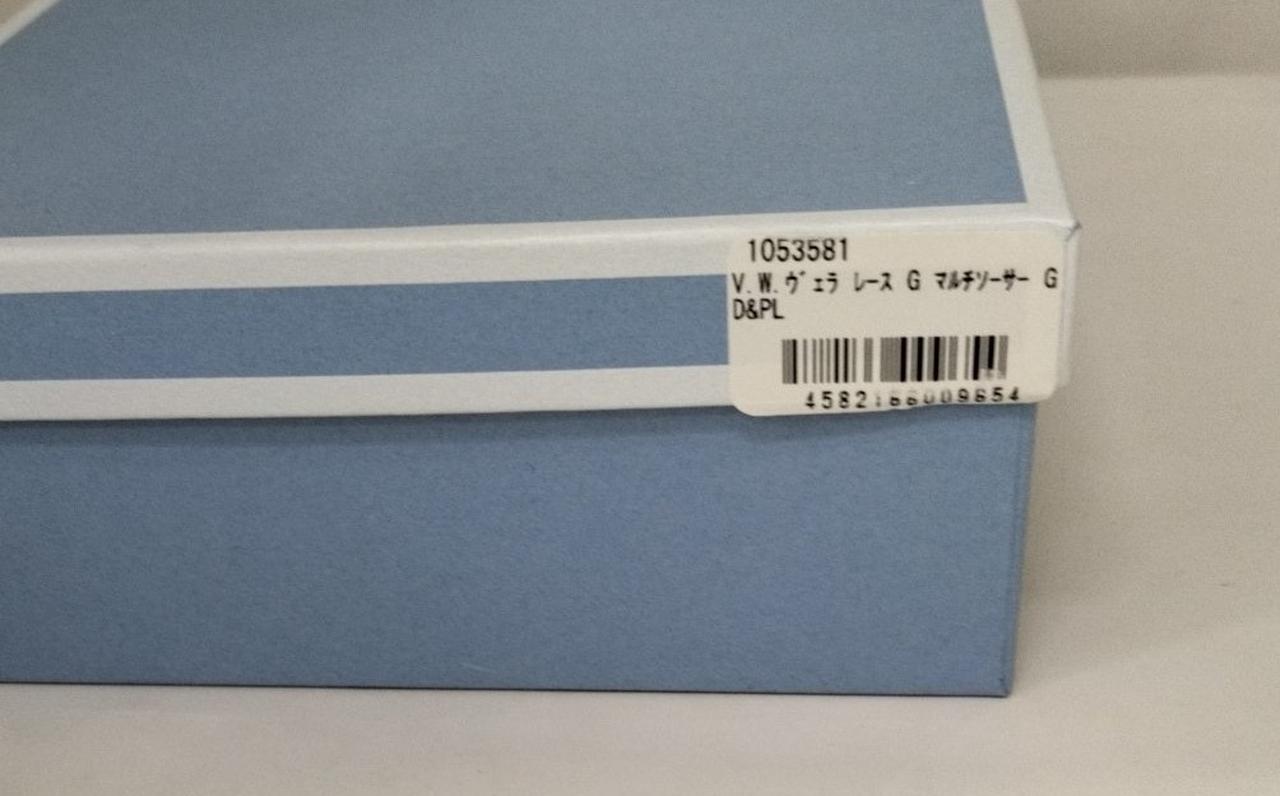 1053581
V.W.ｳﾞｪﾗ ﾚｰｽ G ﾏﾙﾁｿｰｻｰ G
D&PL